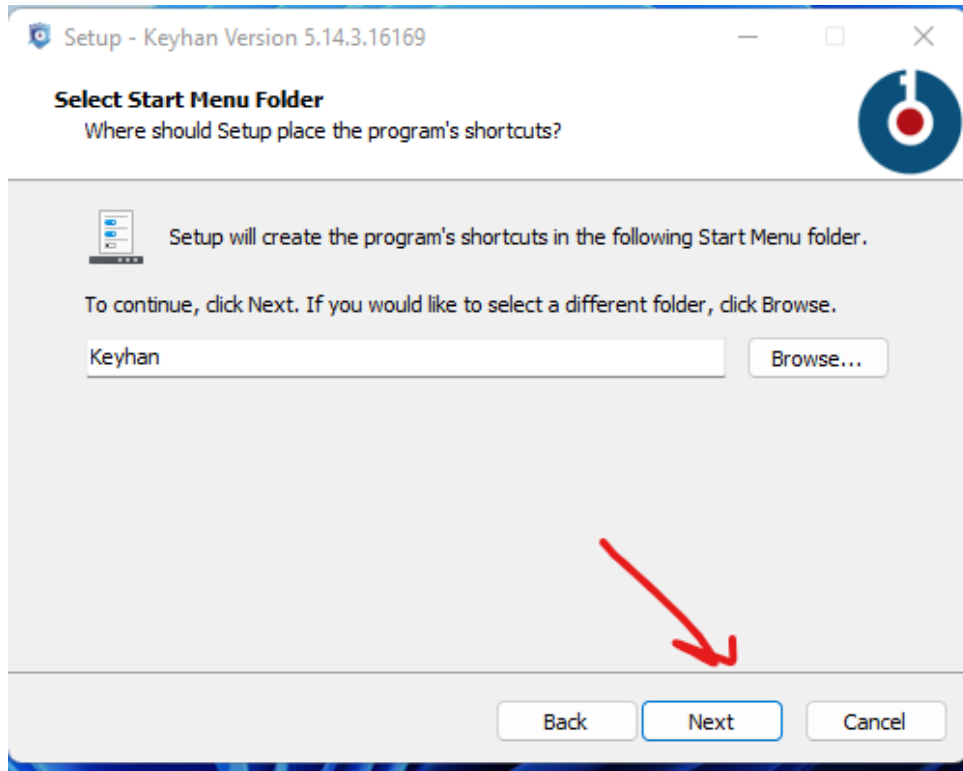 Setup - Keyhan Version 5.14.3.16169
Select Start Menu Folder
Where should Setup place the program's shortcuts?
Setup will create the program's shortcuts in the following Start Menu folder.
To continue, click Next. If you would like to select a different folder, click Browse.
Keyhan
Browse...
Back
Next
Cancel